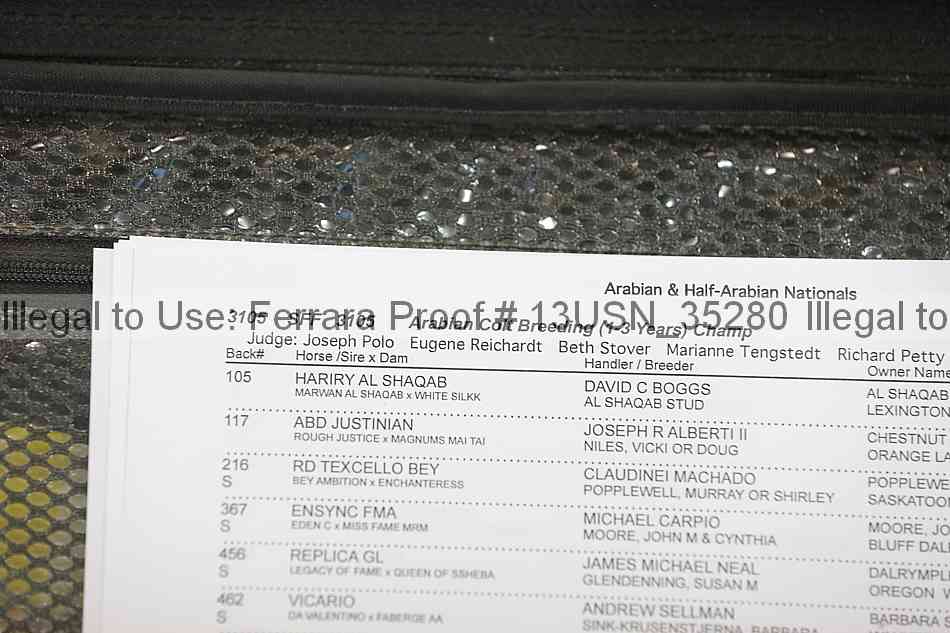 Arabian & Half-Arabian Nationals
Illegal to Use: Ferrara Proof # 13USN_35280 Illegal to
3105 SFF 3105 Arabian Colt Breeding (1-3 Years) Champ
Judge: Joseph Polo Eugene Reichardt Beth Stover Marianne Tengstedt Richard Petty
Back# Horse /Sire x Dam Handler / Breeder Owner Name
105 HARIRY AL SHAQAB DAVID C BOGGS AL SHAQAB
MARWAN AL SHAQAB x WHITE SILKK AL SHAQAB STUD LEXINGTON
117 ABD JUSTINIAN JOSEPH R ALBERTI II CHESTNUT
ROUGH JUSTICE x MAGNUMS MAI TAI NILES, VICKI OR DOUG ORANGE LA
216 RD TEXCELLO BEY CLAUDINEI MACHADO POPPLEWE
S BEY AMBITION x ENCHANTERESS POPPLEWELL, MURRAY OR SHIRLEY SASKATOO
367 ENSYNC FMA MICHAEL CARPIO MOORE, JO
S EDEN C x MISS FAME MRM MOORE, JOHN M & CYNTHIA BLUFF DAL
456 REPLICA GL JAMES MICHAEL NEAL DALRYMPL
S LEGACY OF FAME x QUEEN OF SSHEBA GLENDENNING, SUSAN M OREGON W
462 VICARIO ANDREW SELLMAN BARBARA
S DA VALENTINO x FABERGE AA SINK-KRUSENSTJERNA, BARBARA